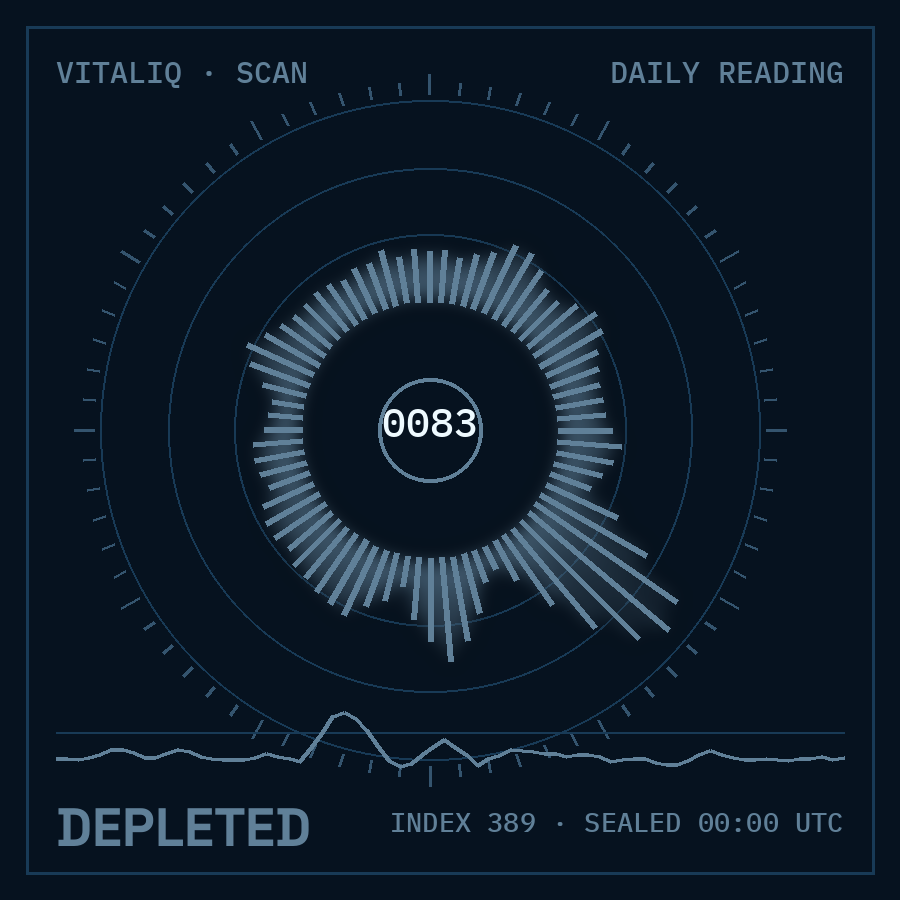 VITALIQ · SCAN
DAILY READING
0083
DEPLETED
INDEX 389 · SEALED 00:00 UTC